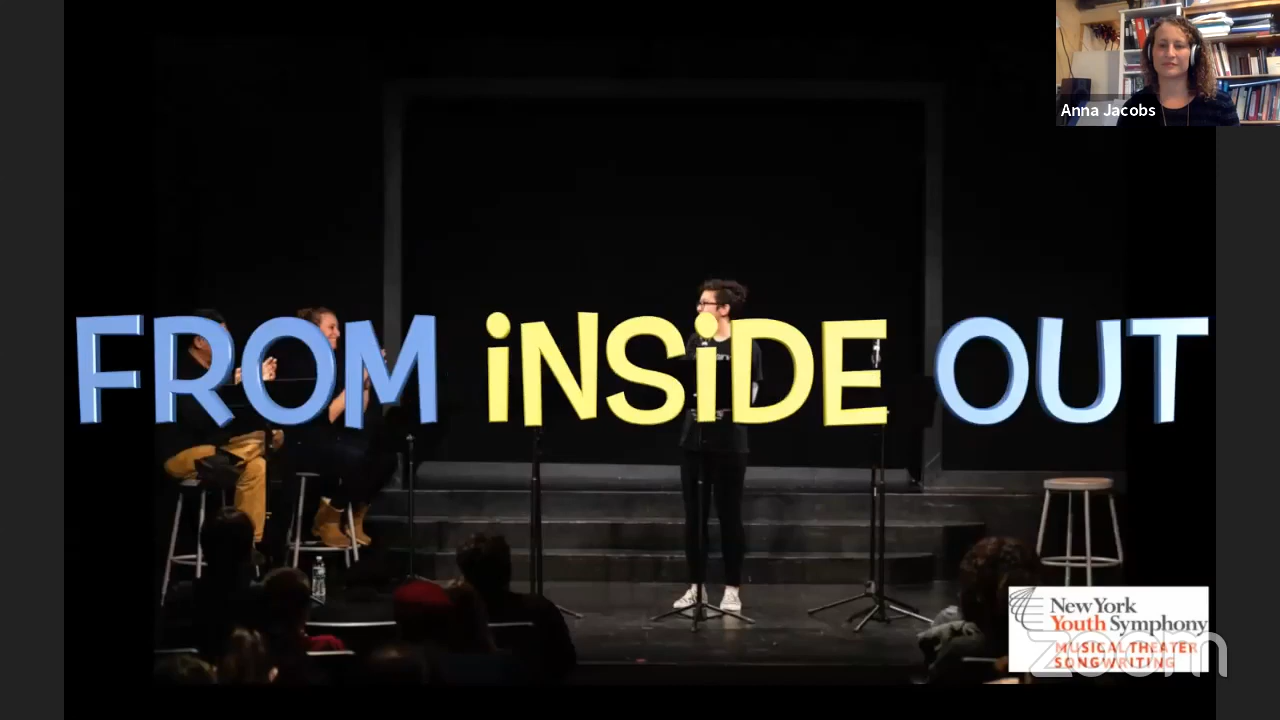 Anna Jacobs
FROM iNSiDE OUT
New York
Youth Symphony
MUSICAL THEATER
SONGWRITING
zoom